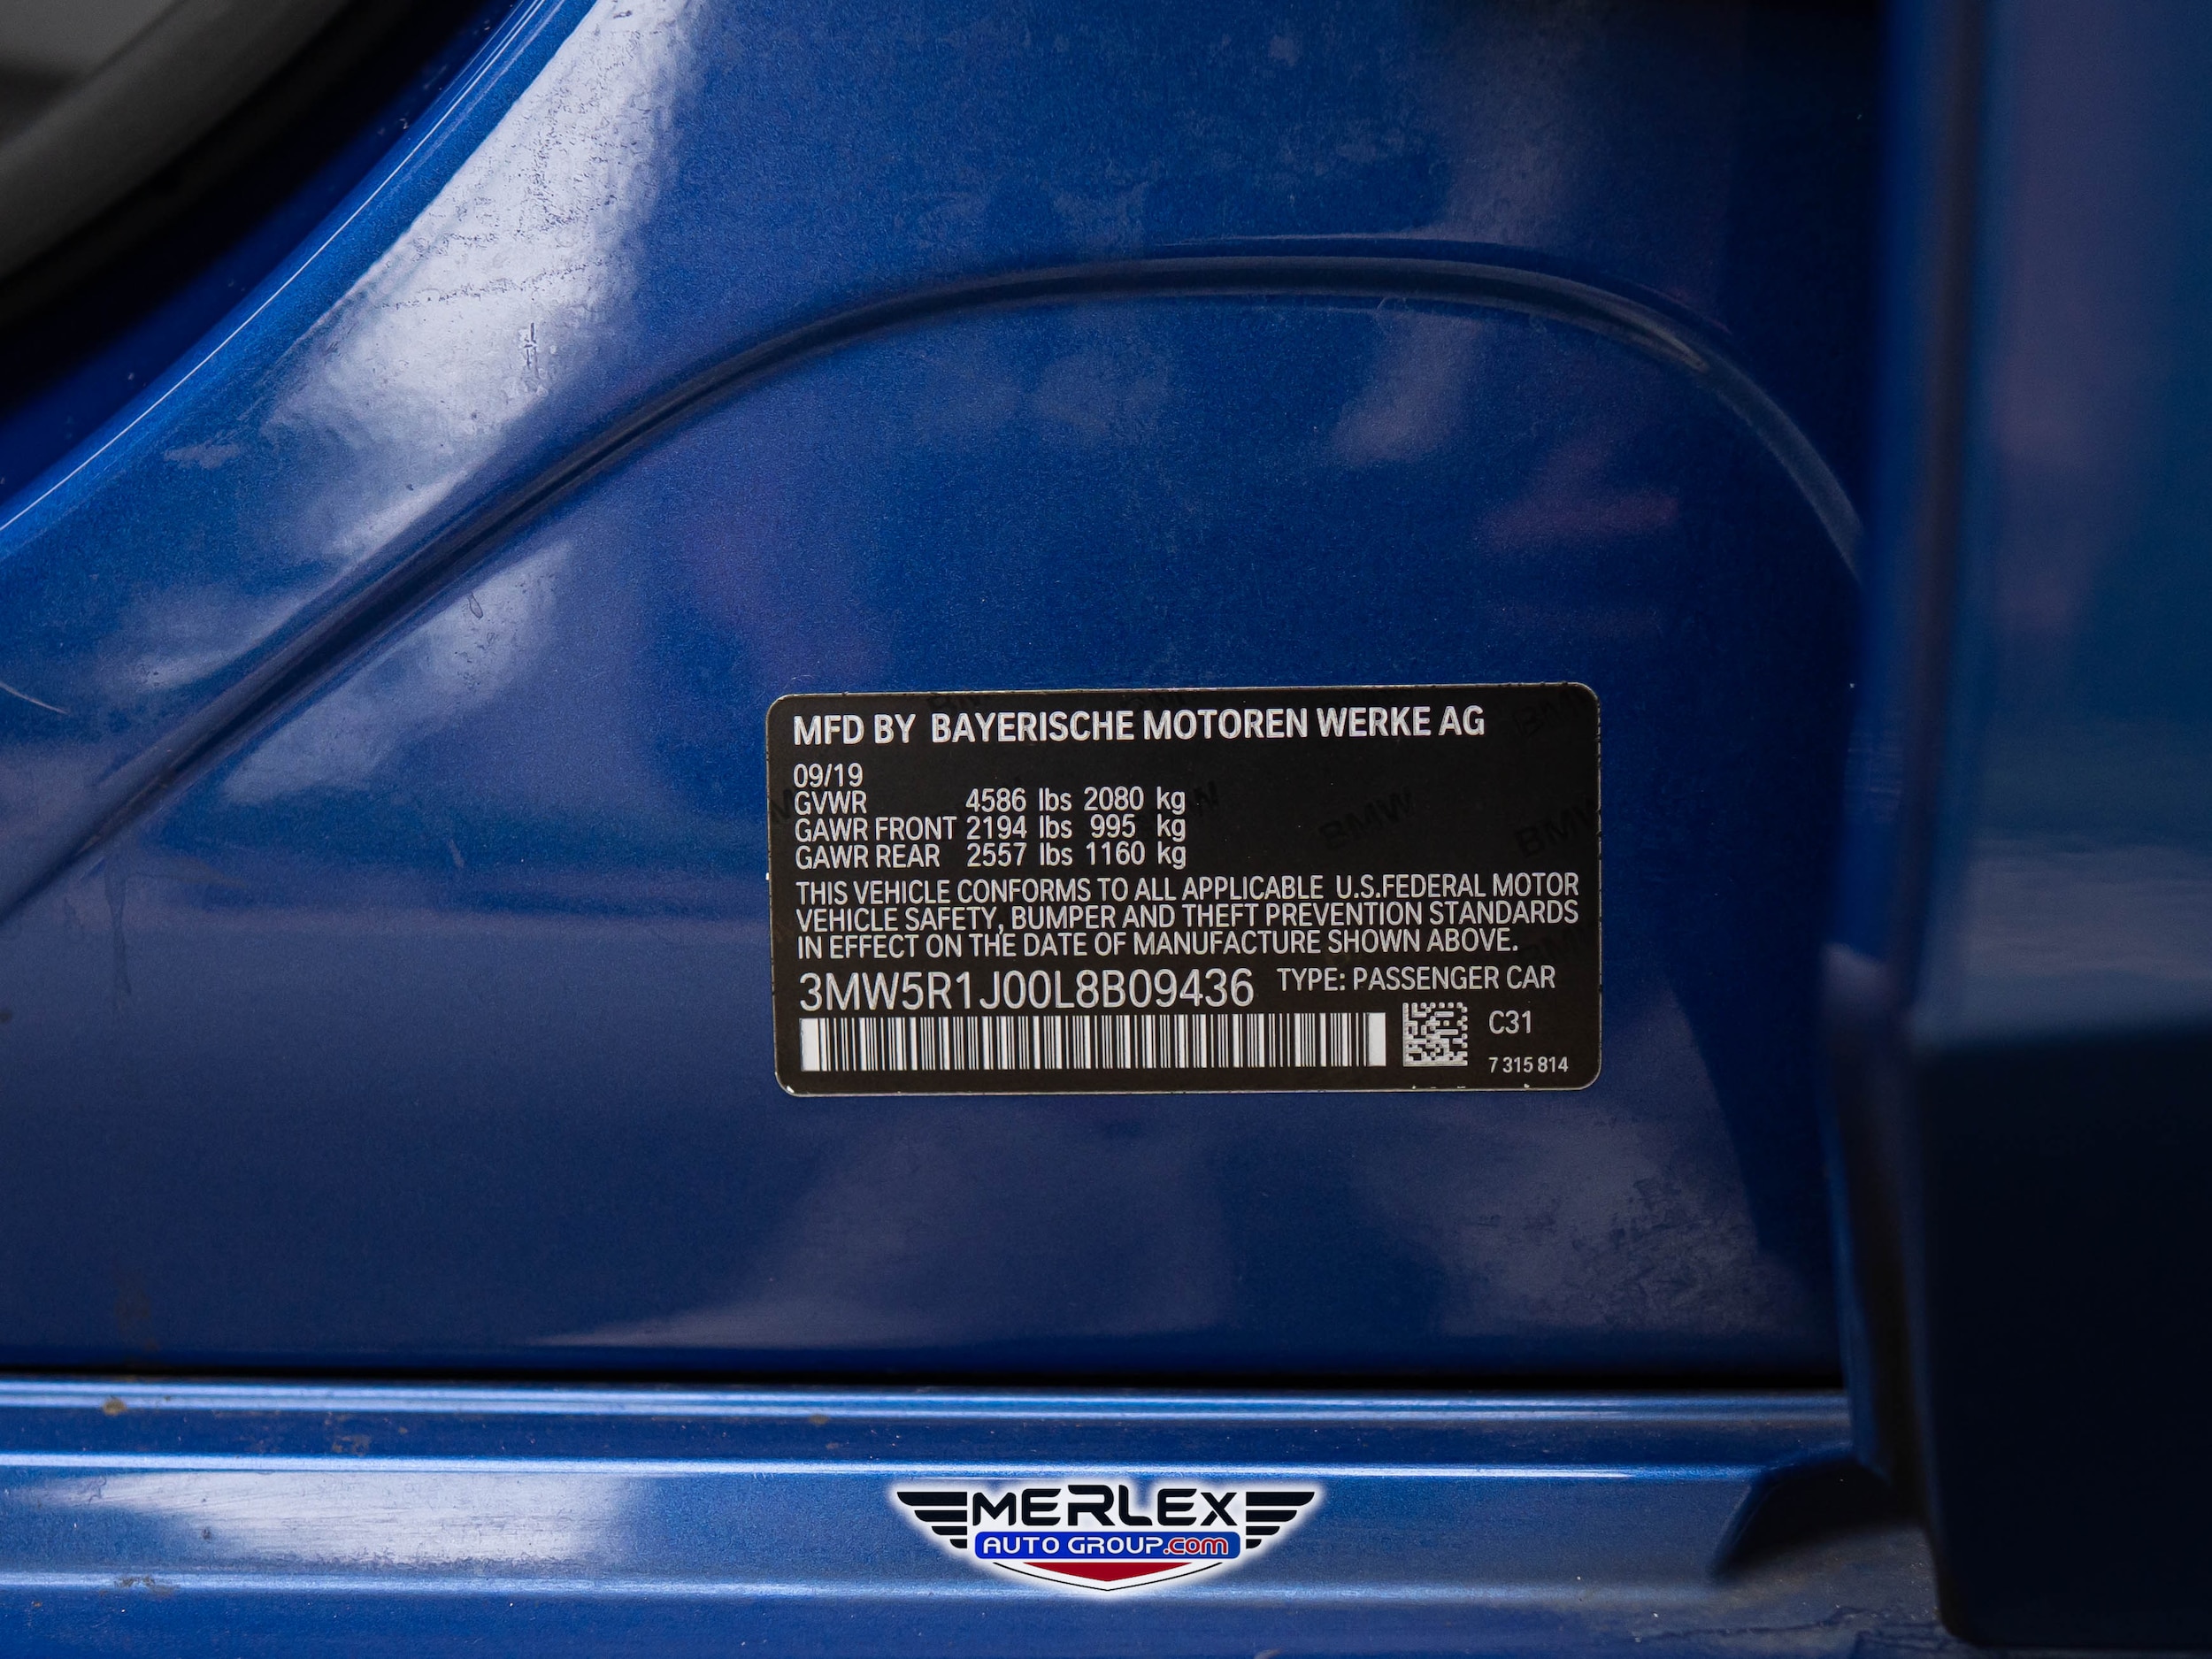 MFD BY BAYERISCHE MOTOREN WERKE AG
09/19
GVWR 4586 lbs 2080 kg
GAWR FRONT 2194 lbs 995 kg
GAWR REAR 2557 lbs 1160 kg
THIS VEHICLE CONFORMS TO ALL APPLICABLE U.S.FEDERAL MOTOR
VEHICLE SAFETY, BUMPER AND THEFT PREVENTION STANDARDS
IN EFFECT ON THE DATE OF MANUFACTURE SHOWN ABOVE.
3MW5R1J00L8B09436 TYPE: PASSENGER CAR
C31
7 315 814
MERLEX
AUTO GROUP.com